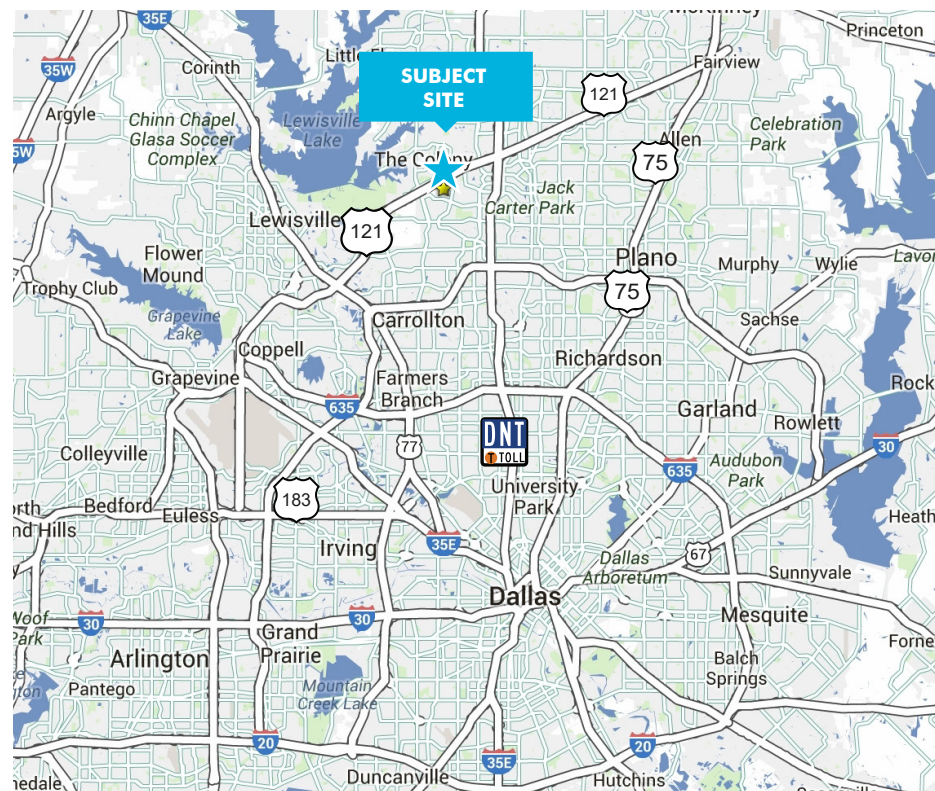 35E
McKinney
Princeton
Corinth
SUBJECT
SITE
Fairview
35W
121
Argyle
Chinn Chapel
Glasa Soccer
Complex
Lewisville
Lake
Celebration
Park
Allen
75
The Colony
Jack
Carter Park
Lewisville
121
Flower
Mound
Plano
Murphy
Wylie
75
Trophy Club
Grapevine
Lake
Carrollton
Sachse
Coppell
Richardson
Grapevine
Farmers
Branch
635
Garland
Rowlett
DNT
TOLL
77
30
Colleyville
635
Audubon
Park
183
University
Park
Bedford
Euless
Irving
35E
67
Dallas
Arboretum
Sunnyvale
Dallas
30
30
Grand
Prairie
Mesquite
Arlington
Balch
Springs
Pantego
Mountain
Creek Lake
20
20
35E
Duncanville
Hutchins